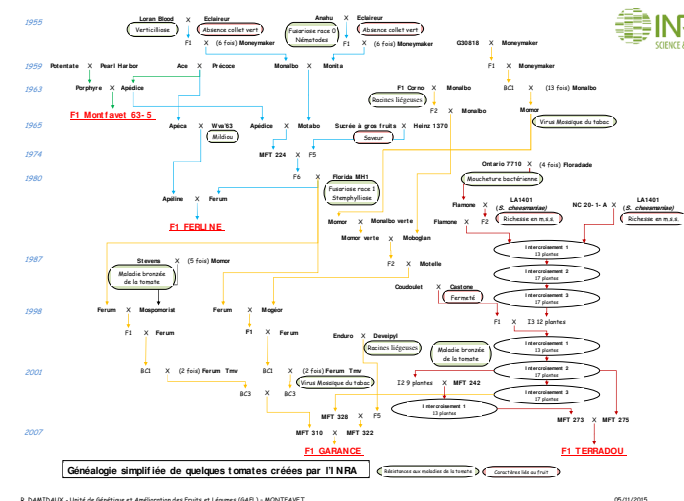 1955
Loran Blood X Eclaireur
Verticilliose
Absence collet vert
Anahu X Eclaireur
Fusariose race 0
Nématodes
Absence collet vert
F1 X (6 fois) Moneymaker
F1 X (6 fois) Moneymaker
G30818 X Moneymaker
INRA
SCIENCE &
1959
Potentate X Pearl Harbor
Ace X Précoce
Monalbo X Monita
F1 X Moneymaker
1963
Porphyre X Apédice
F1 Corno X Monalbo
Racines liégeuses
BC1 X (13 fois) Monalbo
F1 Montfavet 63-5
F2 X Monalbo
Momor
Virus Mosaïque du tabac
1965
Apéca X Wva'63
Mildiou
Apédice X Motabo
Sucrée à gros fruits X Heinz 1370
Saveur
1974
MFT 224 X F5
Ontario 7710 X (4 fois) Floradade
Moucheture bactérienne
1980
F6 X Florida MH1
Fusariose race 1
Stemphyliose
Apéline X Ferum
F1 FERLINE
Momor X Monalbo verte
Momor verte X Moboglan
Flamone X LA1401
(S. cheesmaniae)
Richesse en m.s.s.
F2
Flamone X
NC 20-1-A X LA1401
(S. cheesmaniae)
Richesse en m.s.s.
Intercroisement 1
13 plantes
1987
Stevens X (5 fois) Momor
Maladie bronzée
de la tomate
F2 X Motelle
Intercroisement 2
17 plantes
Coudoulet X Castone
Fermeté
Intercroisement 3
17 plantes
1998
Ferum X Mospomorist
Ferum X Mogéor
F1 X I3 12 plantes
F1 X Ferum
F1 X Ferum
Enduro X Deveipyl
Racines liégeuses
Maladie bronzée
de la tomate
Intercroisement 1
13 plantes
2001
BC1 X (2 fois) Ferum Tmv
BC1 X (2 fois) Ferum Tmv
Virus Mosaïque du tabac
Intercroisement 2
17 plantes
I2 9 plantes X MFT 242
BC3 X BC3
Intercroisement 3
17 plantes
Intercroisement 1
13 plantes
MFT 328 X F5
MFT 273 X MFT 275
2007
MFT 310 X MFT 322
F1 GARANCE
F1 TERRADOU
Généalogie simplifiée de quelques tomates créées par l'INRA
Résistances aux maladies de la tomate
Caractères liés au fruit
R. DAMIDAUX - Unité de Génétique et Amélioration des Fruits et Légumes (GAFL) - MONTFAVET
05/11/2015